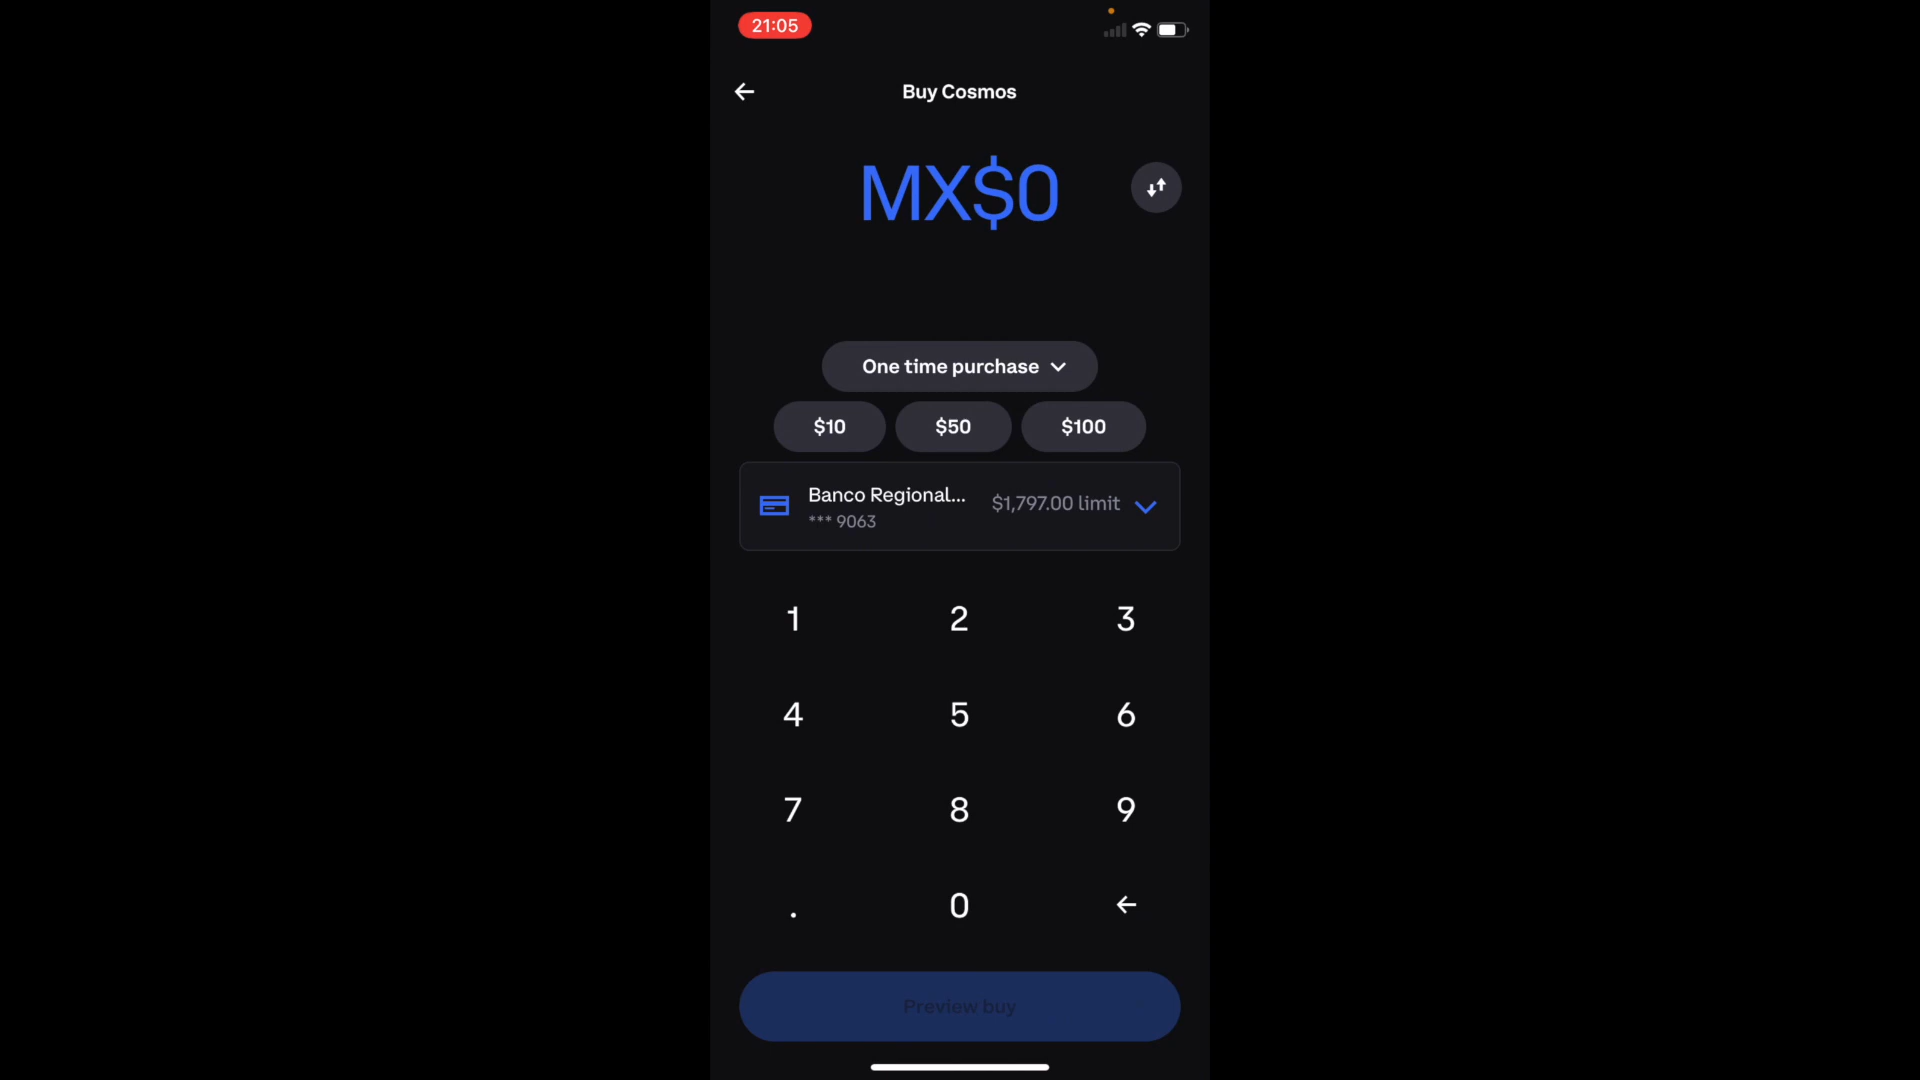 21:05
Buy Cosmos
MX$0
One time purchase
$10 $50 $100
Banco Regional... $1,797.00 limit
*** 9063
1 2 3
4 5 6
7 8 9
. 0
Preview buy